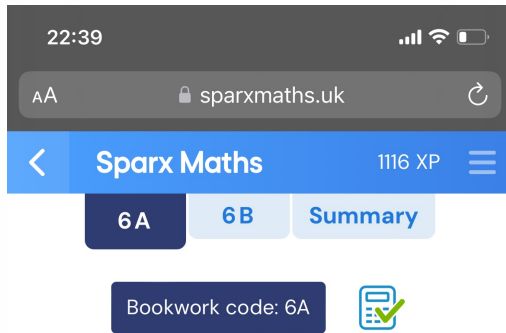 22:39
AA sparxmaths.uk
Sparx Maths 1116 XP
6A 6B Summary
Bookwork code: 6A